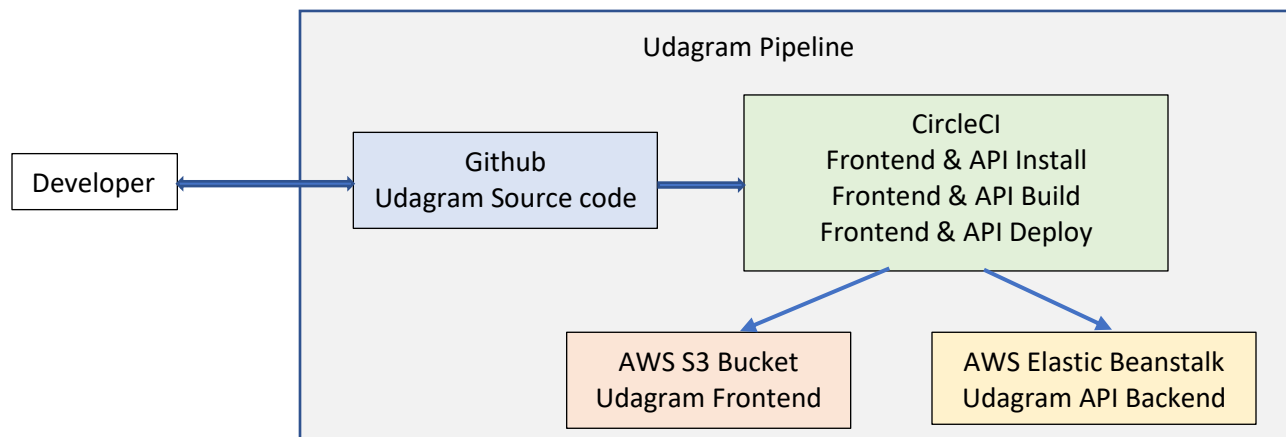 Udagram Pipeline
Developer
Github
Udagram Source code
CircleCI
Frontend & API Install
Frontend & API Build
Frontend & API Deploy
AWS S3 Bucket
Udagram Frontend
AWS Elastic Beanstalk
Udagram API Backend